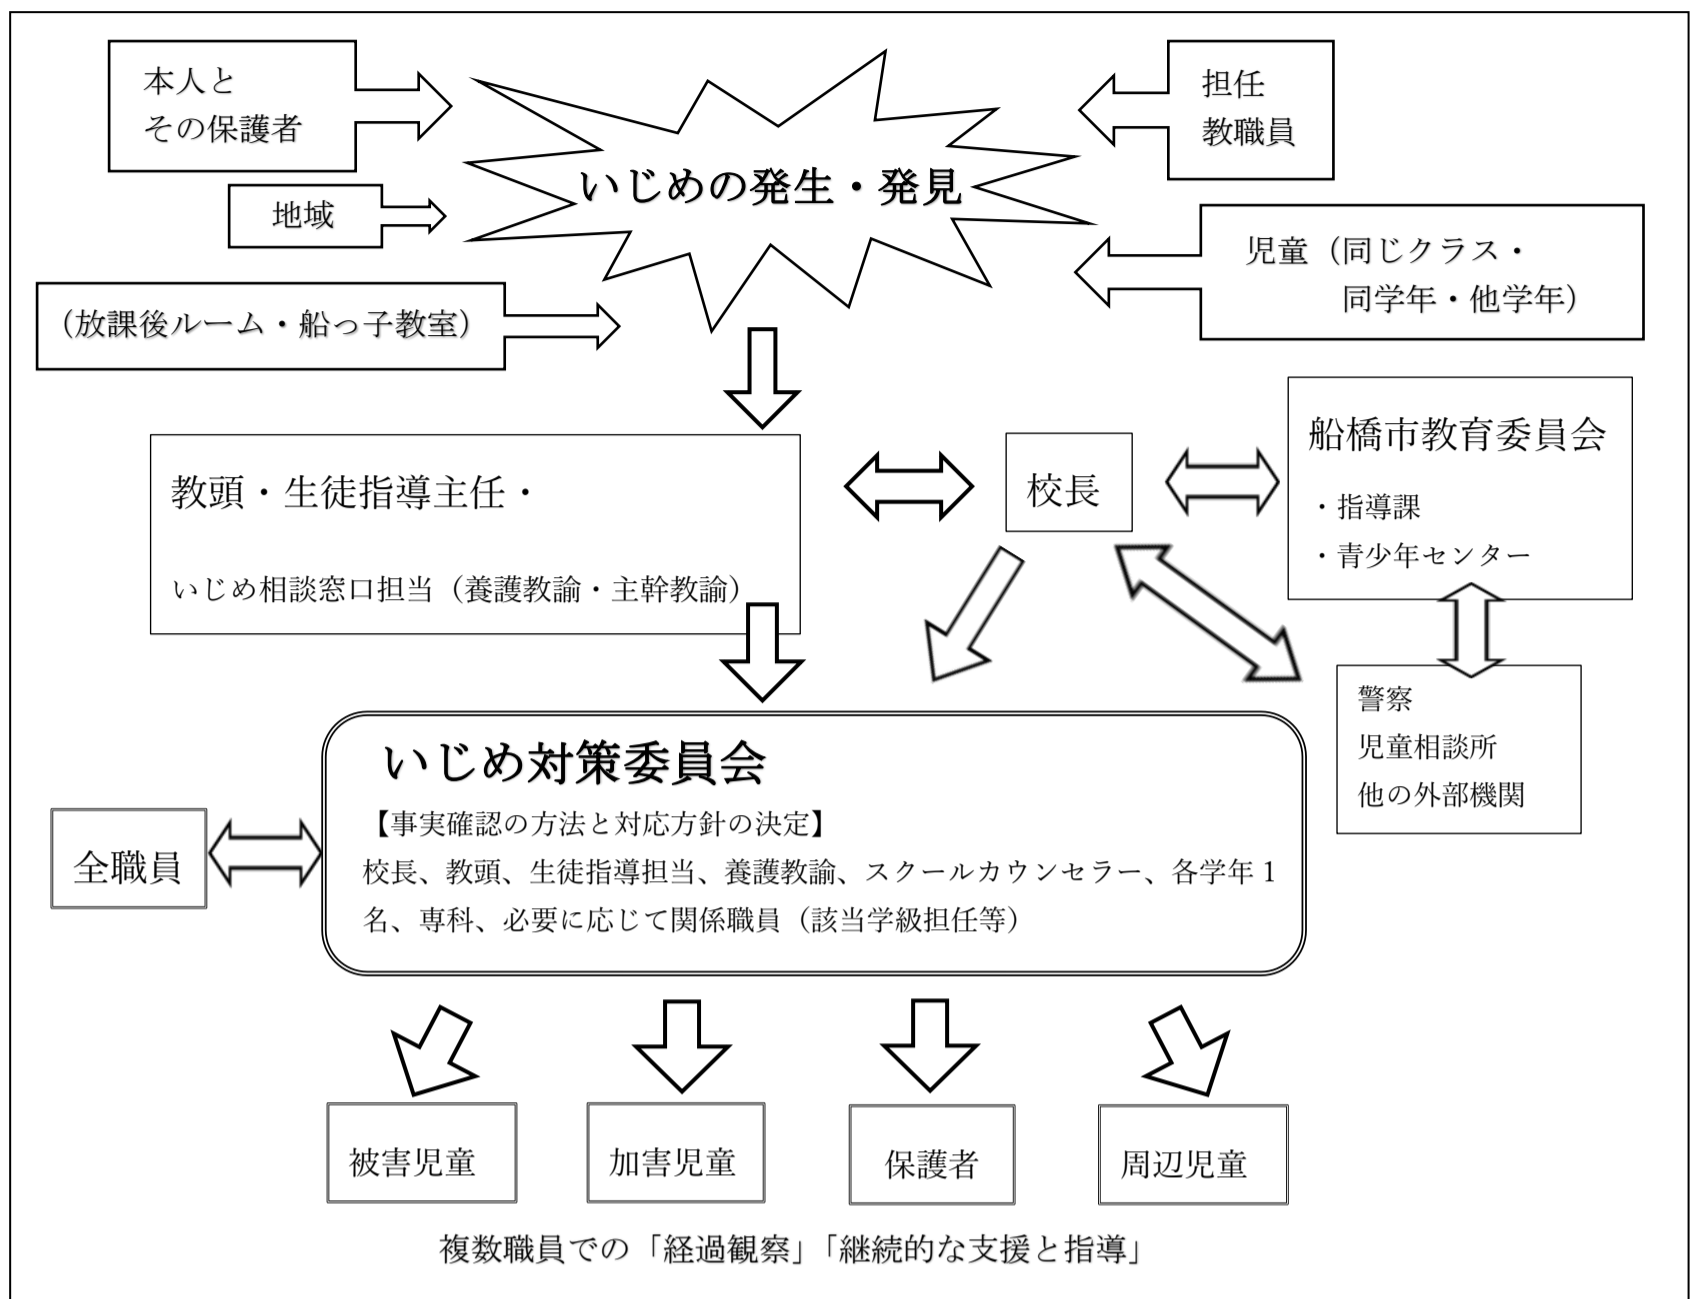 本人と
その保護者
担任
教職員
いじめの発生・発見
地域
児童（同じクラス・
同学年・他学年）
（放課後ルーム・船っ子教室）
教頭・生徒指導主任・
いじめ相談窓口担当（養護教諭・主幹教諭）
校長
船橋市教育委員会
・指導課
・青少年センター
警察
児童相談所
他の外部機関
いじめ対策委員会
【事実確認の方法と対応方針の決定】
校長、教頭、生徒指導担当、養護教諭、スクールカウンセラー、各学年１
名、専科、必要に応じて関係職員（該当学級担任等）
全職員
被害児童
加害児童
保護者
周辺児童
複数職員での「経過観察」「継続的な支援と指導」